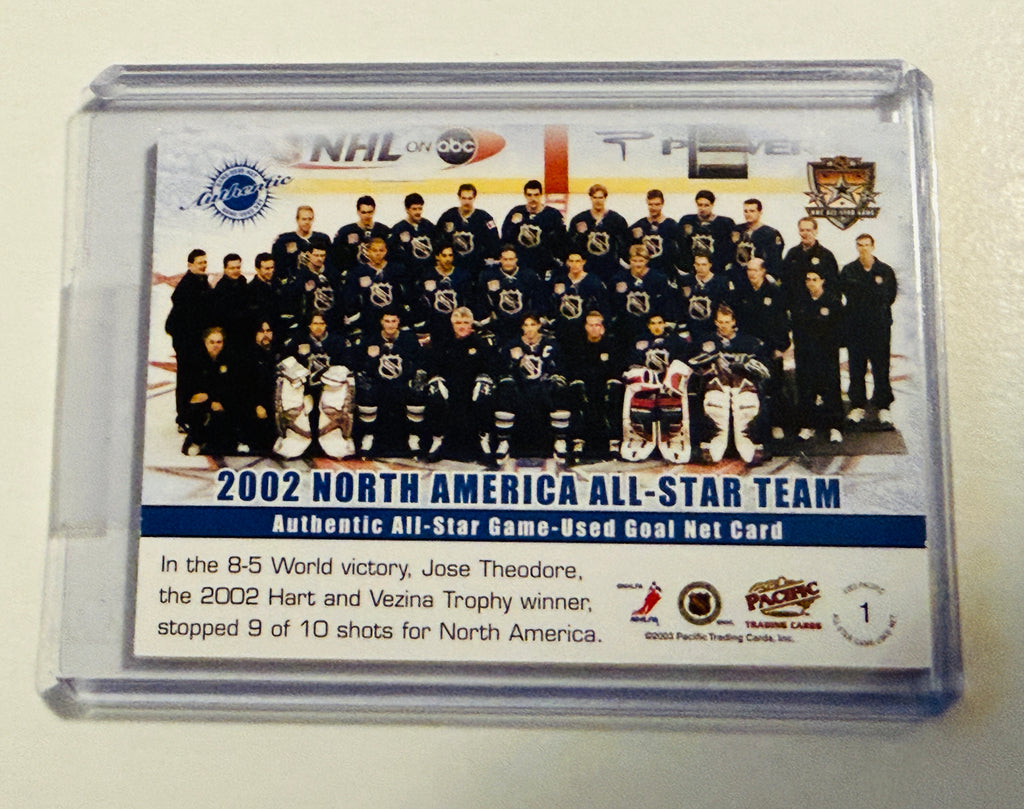 NHL ON abc
Authentic
2002 NORTH AMERICA ALL-STAR TEAM
Authentic All-Star Game-Used Goal Net Card
In the 8-5 World victory, Jose Theodore,
the 2002 Hart and Vezina Trophy winner,
stopped 9 of 10 shots for North America.
PACIFIC
TRADING CARDS
1
©2003 Pacific Trading Cards, Inc.